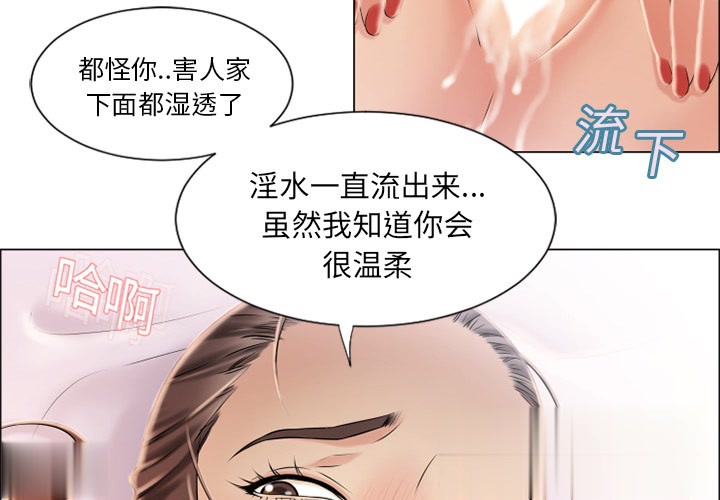 都怪你..害人家
下面都湿透了
流下
淫水一直流出来...
虽然我知道你会
很温柔
哈啊